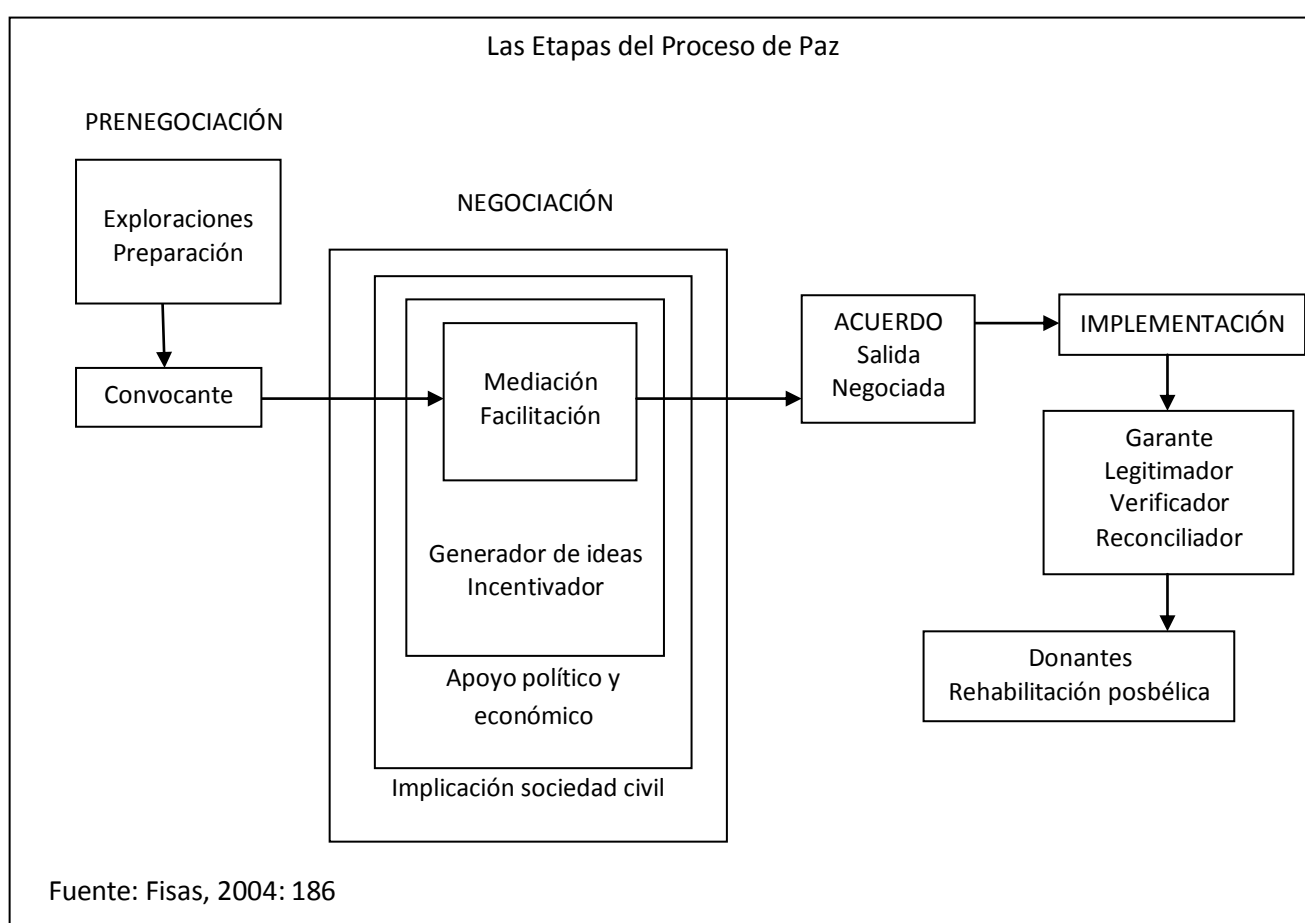 Las Etapas del Proceso de Paz
PRENEGOCIACIÓN
Exploraciones
Preparación
Convocante
NEGOCIACIÓN
Mediación
Facilitación
Generador de ideas
Incentivador
Apoyo político y
económico
Implicación sociedad civil
ACUERDO
Salida
Negociada
IMPLEMENTACIÓN
Garante
Legitimador
Verificador
Reconciliador
Donantes
Rehabilitación posbélica
Fuente: Fisas, 2004: 186